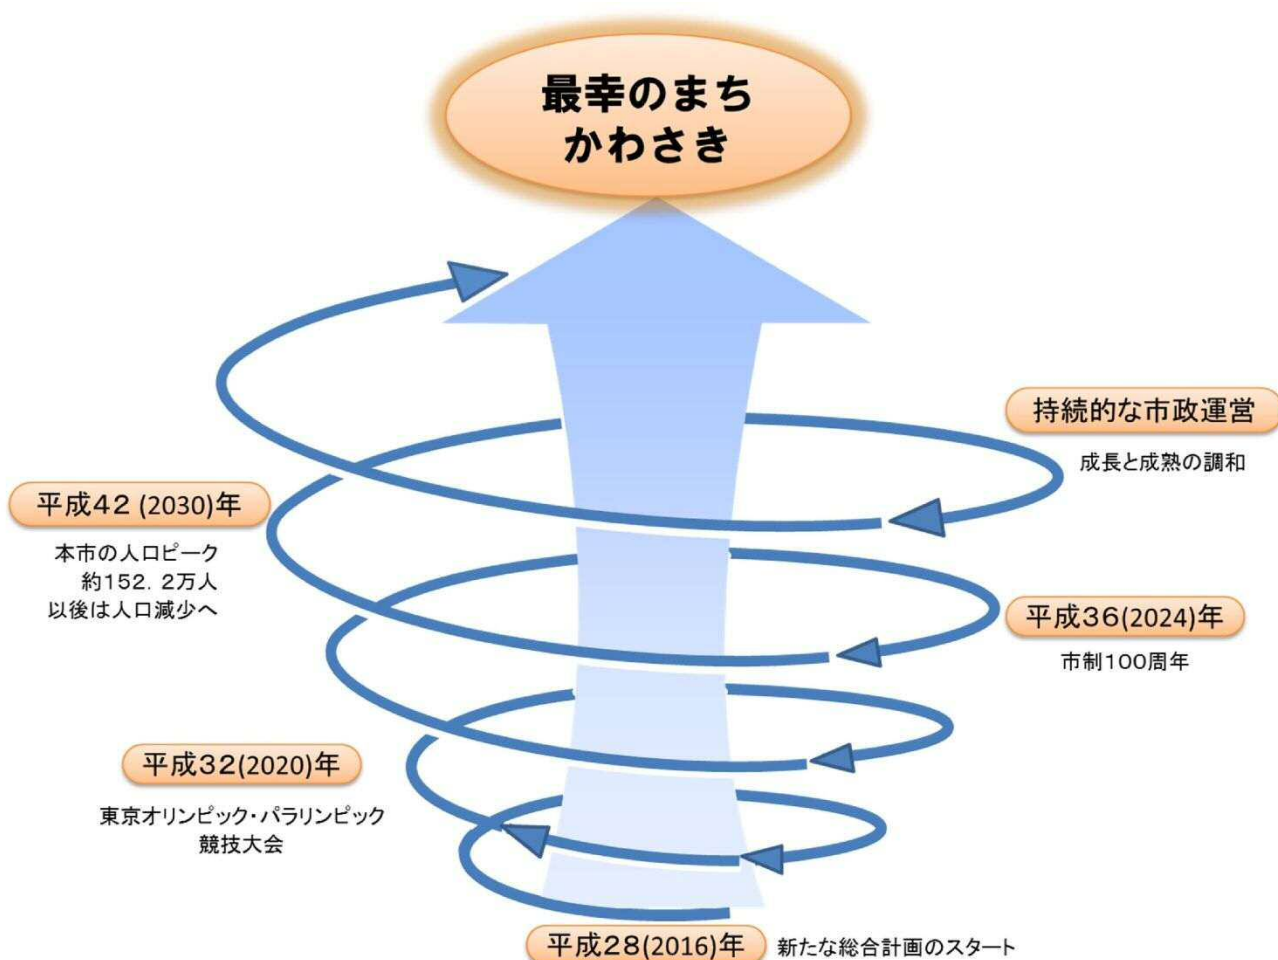 最幸のまち
かわさき
持続的な市政運営
成長と成熟の調和
平成42 (2030)年
本市の人口ピーク
約152．2万人
以後は人口減少へ
平成36(2024)年
市制100周年
平成32(2020)年
東京オリンピック・パラリンピック
競技大会
平成28(2016)年 新たな総合計画のスタート